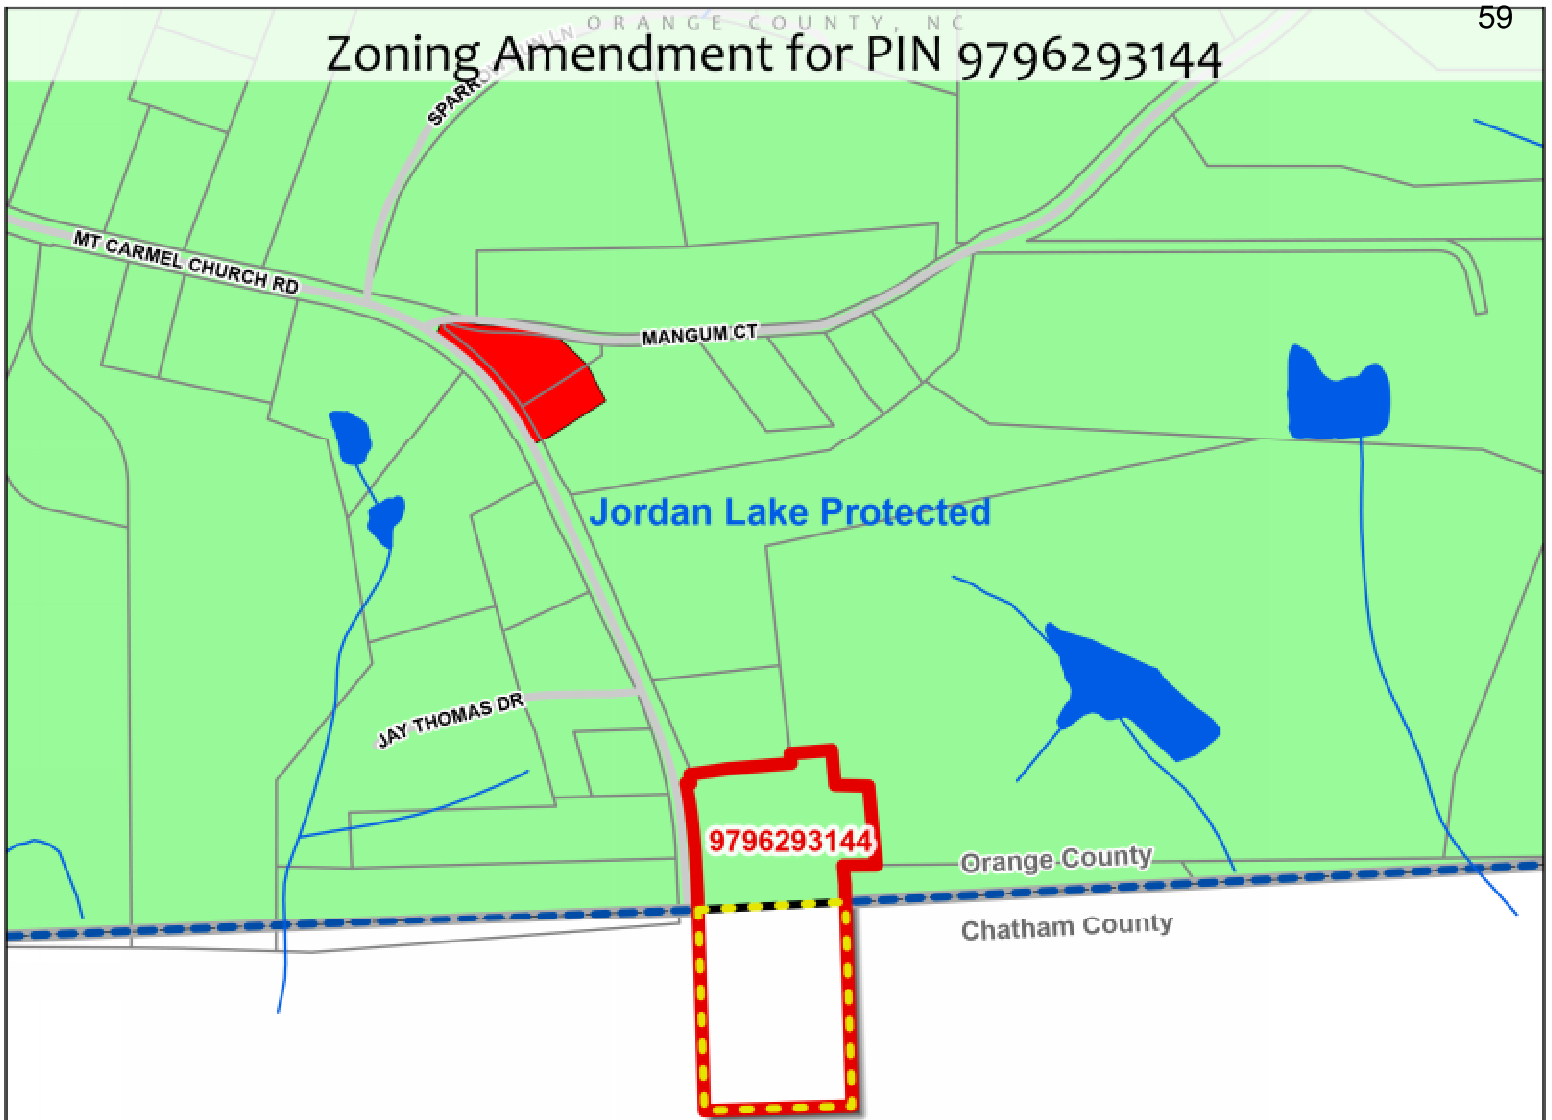 59
ORANGE COUNTY, NC
Zoning Amendment for PIN 9796293144
MT CARMEL CHURCH RD
MANGUM CT
Jordan Lake Protected
JAY THOMAS DR
9796293144
Orange County
Chatham County